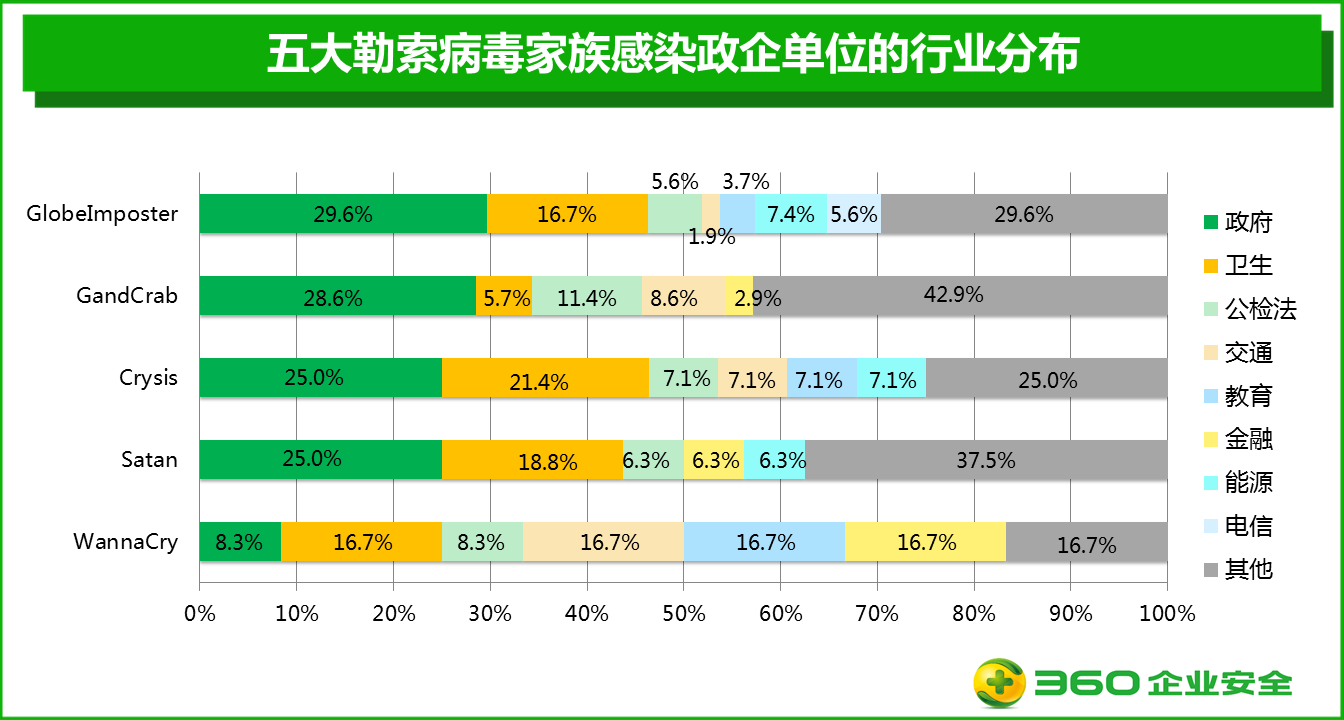 五大勒索病毒家族感染政企单位的行业分布
5.6% 3.7%
GlobeImposter 29.6% 16.7% 7.4% 5.6% 29.6%
1.9%
GandCrab 28.6% 5.7% 11.4% 8.6% 2.9% 42.9%
Crysis 25.0% 21.4% 7.1% 7.1% 7.1% 7.1% 25.0%
Satan 25.0% 18.8% 6.3% 6.3% 6.3% 37.5%
WannaCry 8.3% 16.7% 8.3% 16.7% 16.7% 16.7% 16.7%
0% 10% 20% 30% 40% 50% 60% 70% 80% 90% 100%
政府
卫生
公检法
交通
教育
金融
能源
电信
其他
360企业安全